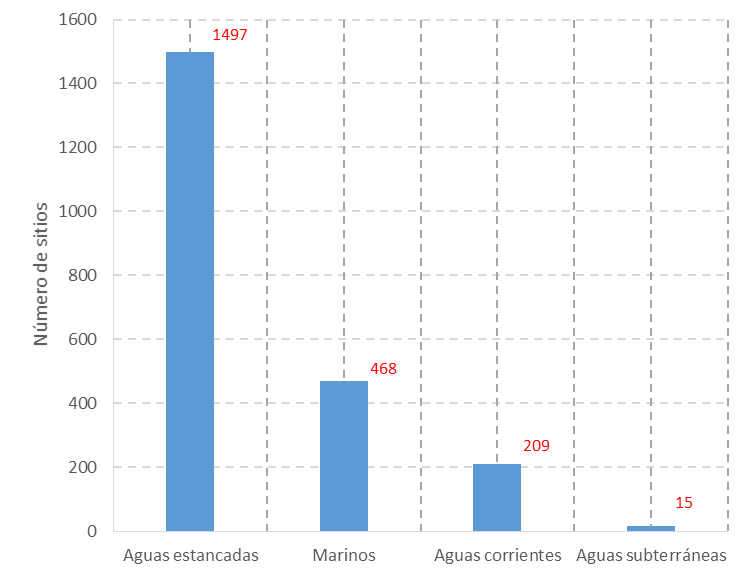 Número de sitios
1600
1400
1200
1000
800
600
400
200
0
1497
468
209
15
Aguas estancadas
Marinos
Aguas corrientes
Aguas subterráneas